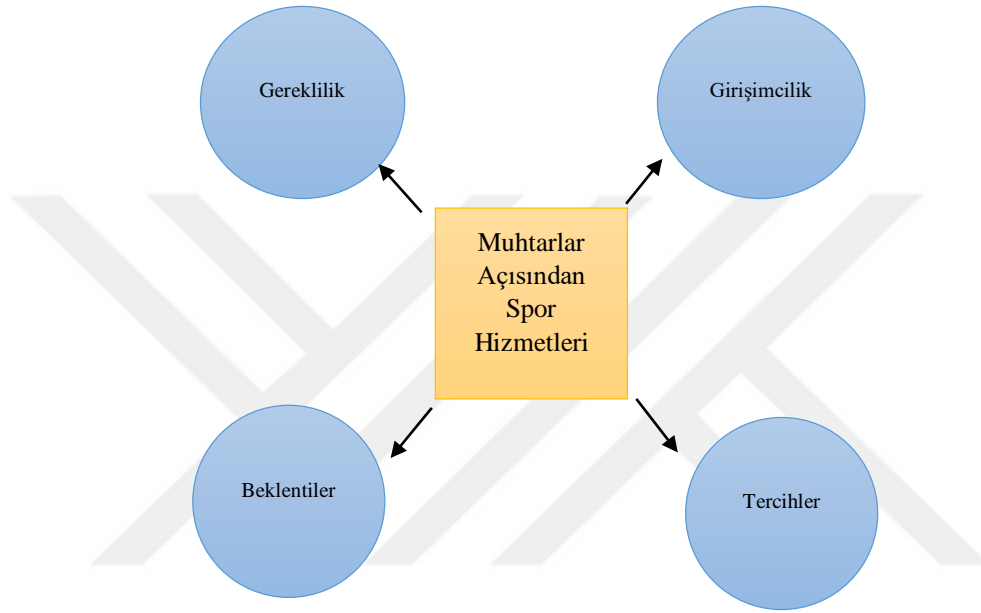 Gereklilik
Girişimcilik
Muhtarlar
Açısından
Spor
Hizmetleri
Beklentiler
Tercihler